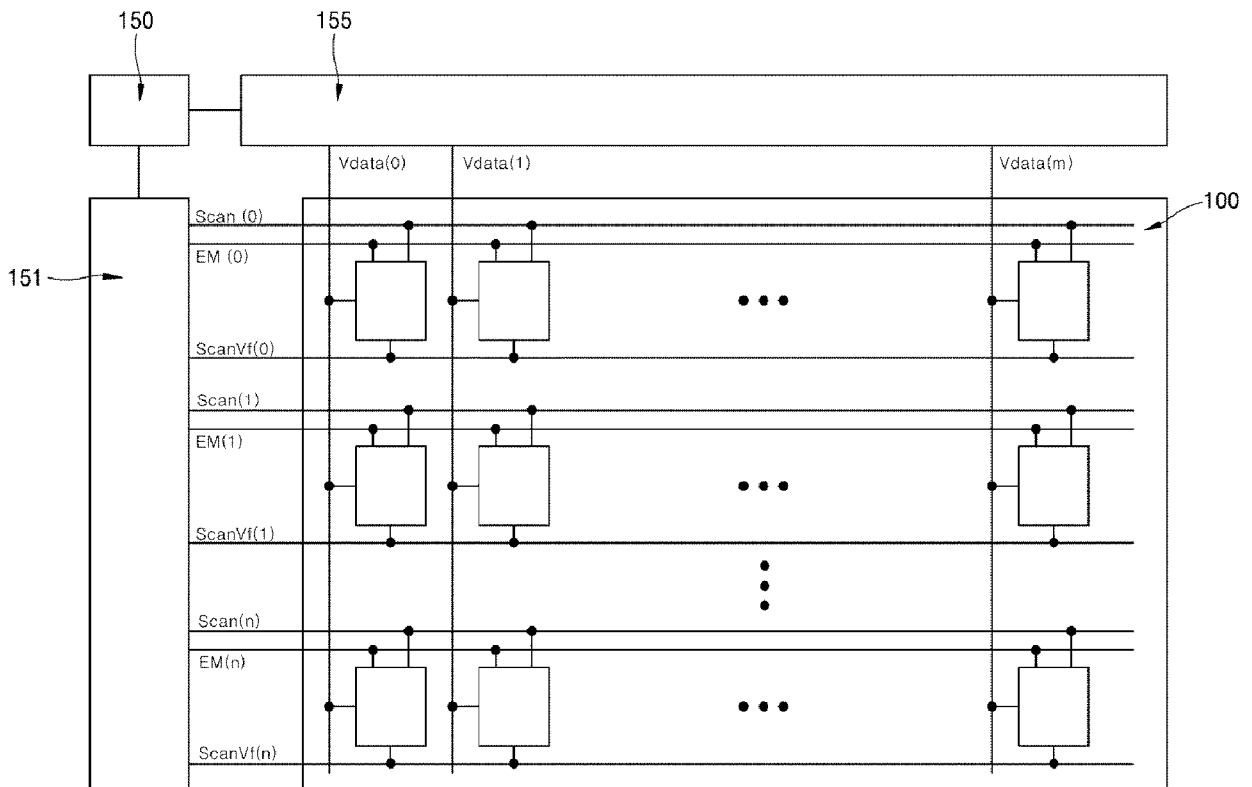 150
155
Vdata(0)
Vdata(1)
Vdata(m)
Scan (0)
100
EM (0)
151
ScanVf(0)
Scan(1)
EM(1)
ScanVf(1)
Scan(n)
EM(n)
ScanVf(n)